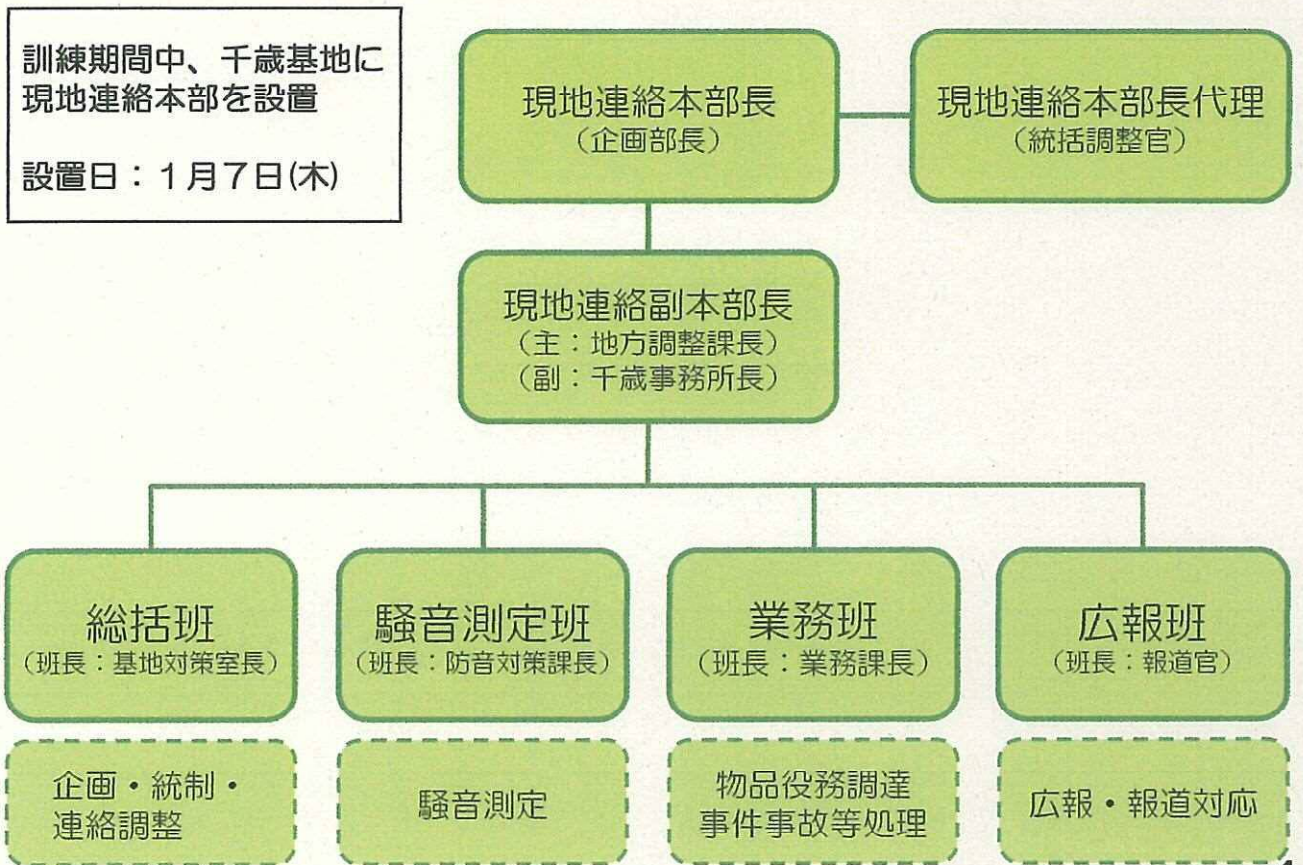 訓練期間中、千歳基地に
現地連絡本部を設置
設置日：１月７日(木)
現地連絡本部長
（企画部長）
現地連絡本部長代理
（統括調整官）
現地連絡副本部長
（主：地方調整課長）
（副：千歳事務所長）
総括班
（班長：基地対策室長）
騒音測定班
（班長：防音対策課長）
業務班
（班長：業務課長）
広報班
（班長：報道官）
企画・統制・
連絡調整
騒音測定
物品役務調達
事件事故等処理
広報・報道対応